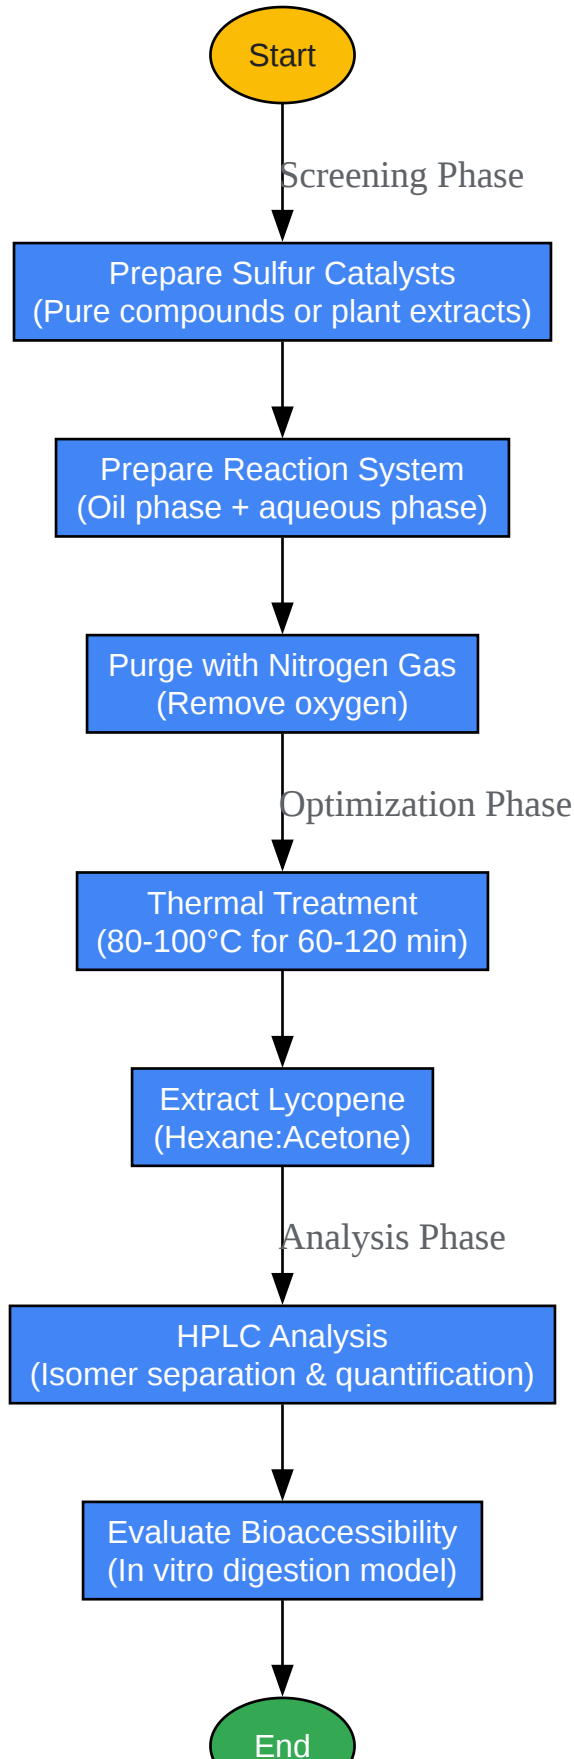 Start
Screening Phase
Prepare Sulfur Catalysts
(Pure compounds or plant extracts)
Prepare Reaction System
(Oil phase + aqueous phase)
Purge with Nitrogen Gas
(Remove oxygen)
Optimization Phase
Thermal Treatment
(80-100°C for 60-120 min)
Extract Lycopene
(Hexane:Acetone)
Analysis Phase
HPLC Analysis
(Isomer separation & quantification)
Evaluate Bioaccessibility
(In vitro digestion model)
End